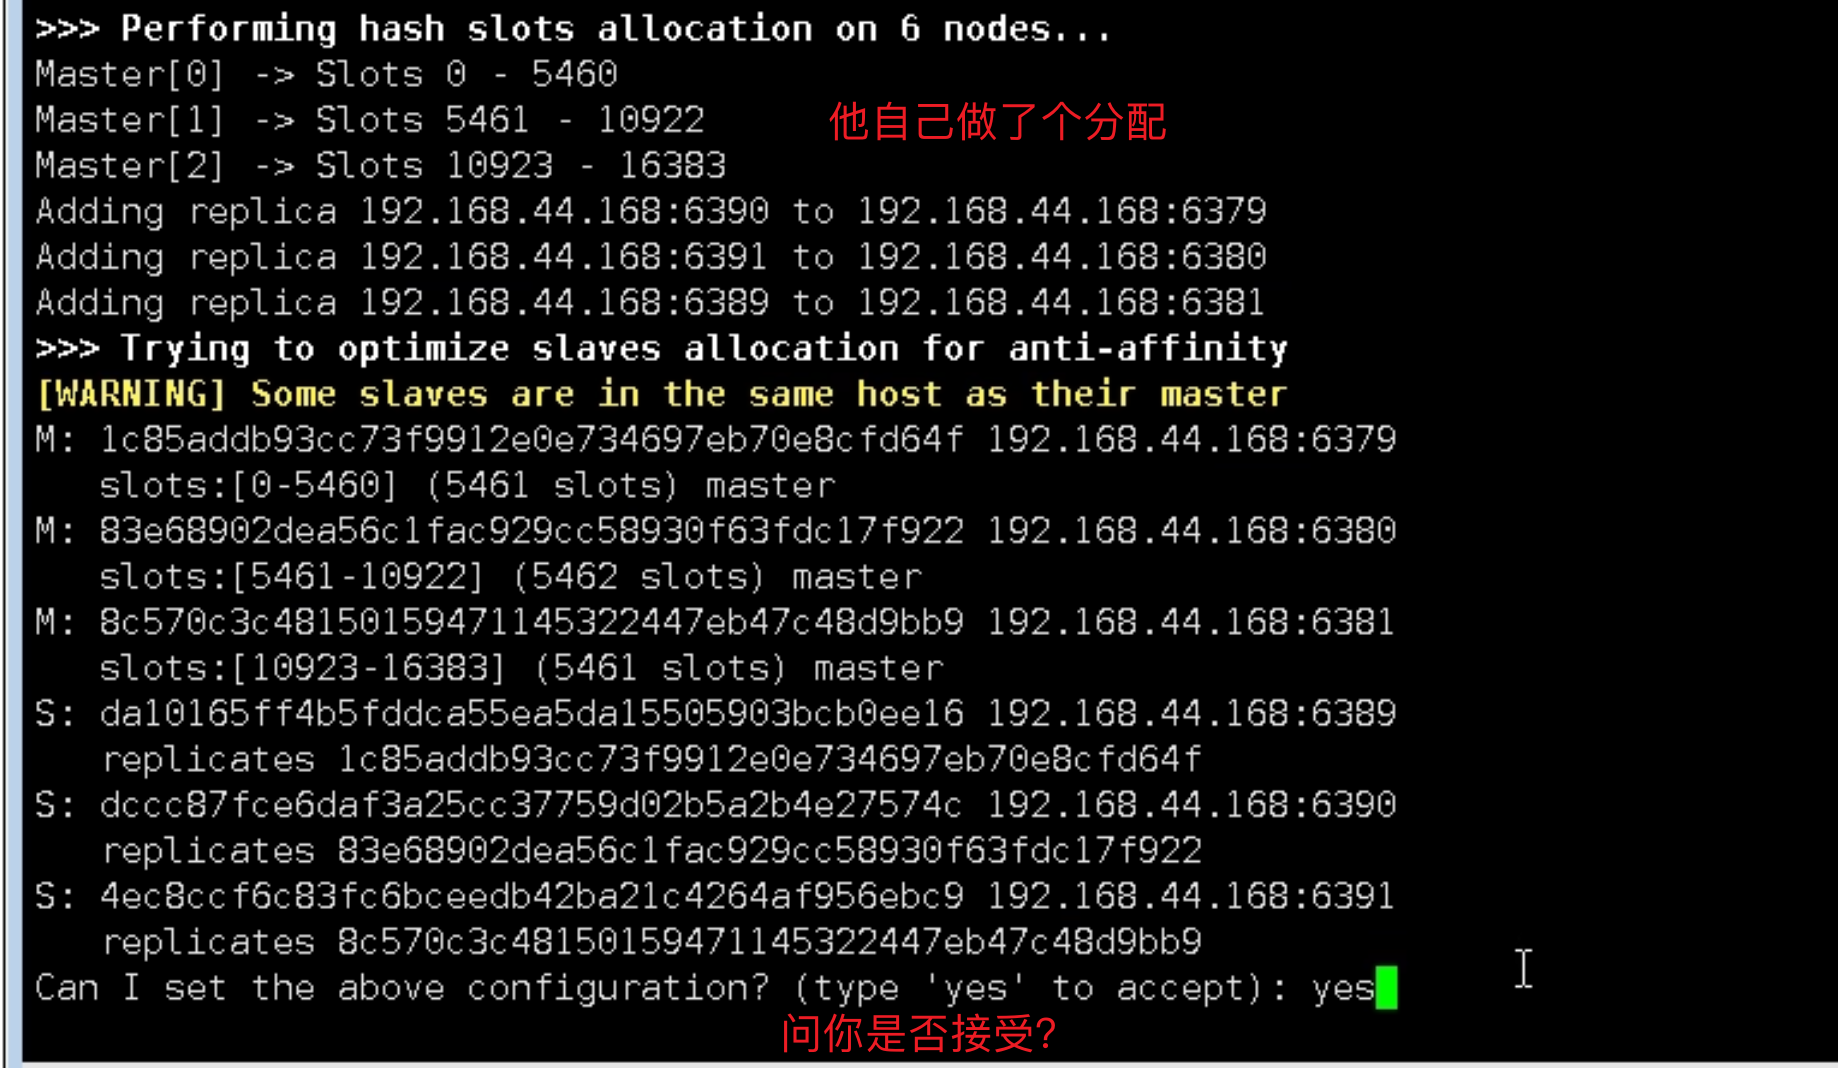 >>> Performing hash slots allocation on 6 nodes...
Master[0] -> Slots 0 - 5460
Master[1] -> Slots 5461 - 10922
他自己做了个分配
Master[2] -> Slots 10923 - 16383
Adding replica 192.168.44.168:6390 to 192.168.44.168:6379
Adding replica 192.168.44.168:6391 to 192.168.44.168:6380
Adding replica 192.168.44.168:6389 to 192.168.44.168:6381
>>> Trying to optimize slaves allocation for anti-affinity
[WARNING] Some slaves are in the same host as their master
M: 1c85addb93cc73f9912e0e734697eb70e8cfd64f 192.168.44.168:6379
slots:[0-5460] (5461 slots) master
M: 83e68902dea56c1fac929cc58930f63fdc17f922 192.168.44.168:6380
slots:[5461-10922] (5462 slots) master
M: 8c570c3c48150159471145322447eb47c48d9bb9 192.168.44.168:6381
slots:[10923-16383] (5461 slots) master
S: da10165ff4b5fddca55ea5da15505903bcb0ee16 192.168.44.168:6389
replicates 1c85addb93cc73f9912e0e734697eb70e8cfd64f
S: dccc87fce6daf3a25cc37759d02b5a2b4e27574c 192.168.44.168:6390
replicates 83e68902dea56c1fac929cc58930f63fdc17f922
S: 4ec8ccf6c83fc6bceedb42ba21c4264af956ebc9 192.168.44.168:6391
replicates 8c570c3c48150159471145322447eb47c48d9bb9
Can I set the above configuration? (type 'yes' to accept): yes
问你是否接受?